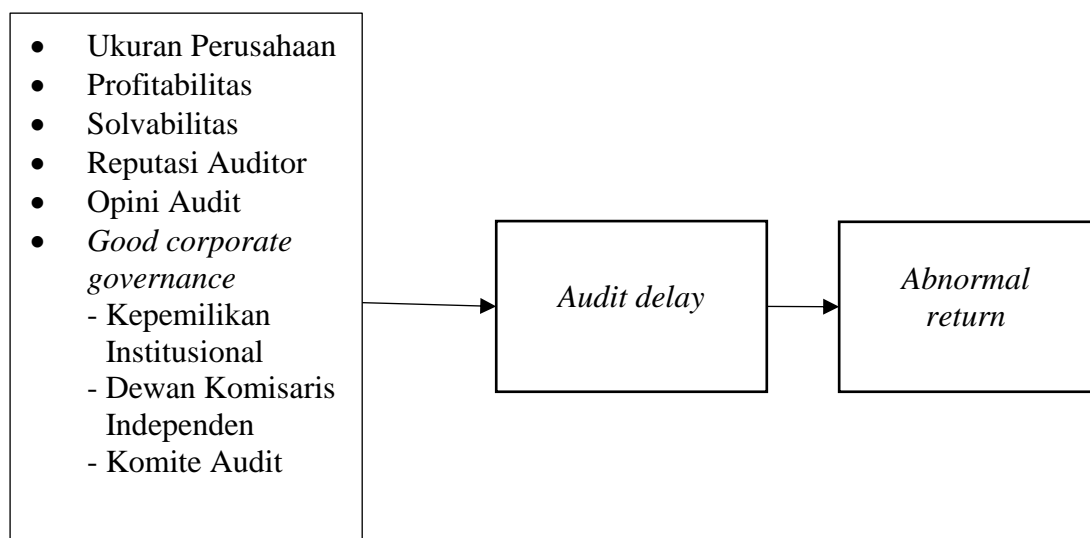 • Ukuran Perusahaan
• Profitabilitas
• Solvabilitas
• Reputasi Auditor
• Opini Audit
• Good corporate
governance
- Kepemilikan
Institusional
- Dewan Komisaris
Independen
- Komite Audit
Audit delay
Abnormal
return